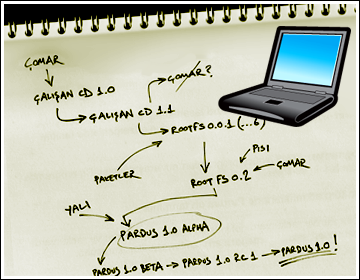 ÇOMAR
ÇALIŞAN CD 1.0
ÇOMAR?
ÇALIŞAN CD 1.1
ROOTFS 0.0.1 (...6)
PİSİ
PAKETLER
ROOT FS 0.2
ÇOMAR
YALI
PARDUS 1.0 ALPHA
PARDUS 1.0 BETA → PARDUS 1.0 RC 1 → PARDUS 1.0!